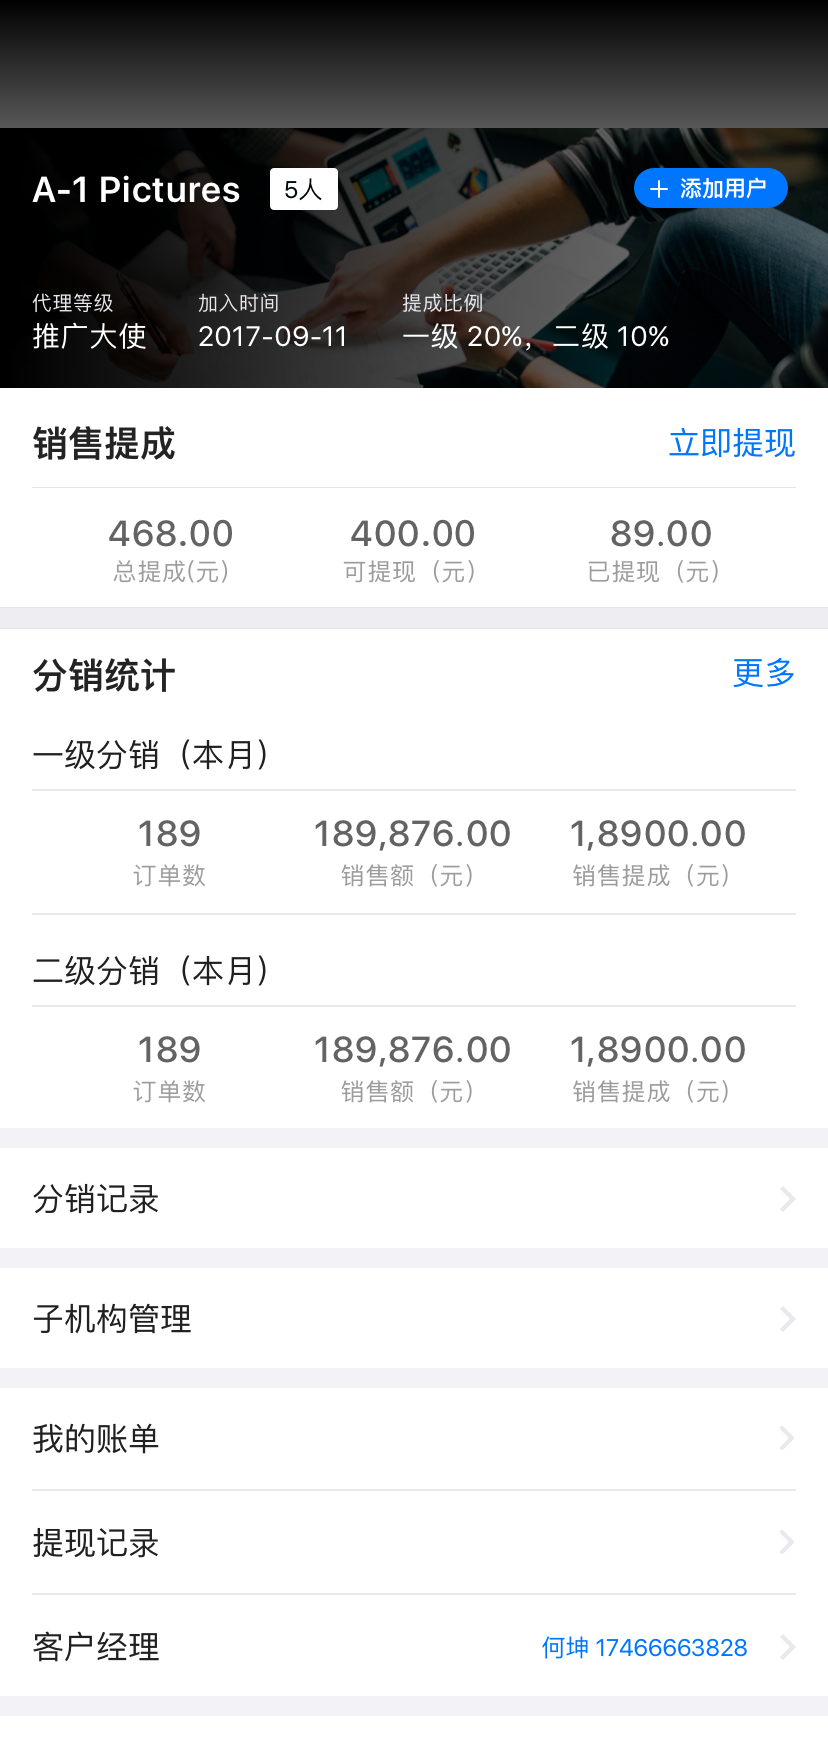 A-1 Pictures 5人 添加用户
代理等级 加入时间 提成比例
推广大使 2017-09-11 一级 20%，二级 10%
销售提成 立即提现
468.00 400.00 89.00
总提成(元) 可提现（元） 已提现（元）
分销统计 更多
一级分销（本月）
189 189,876.00 1,8900.00
订单数 销售额（元） 销售提成（元）
二级分销（本月）
189 189,876.00 1,8900.00
订单数 销售额（元） 销售提成（元）
分销记录
子机构管理
我的账单
提现记录
客户经理 何坤 17466663828